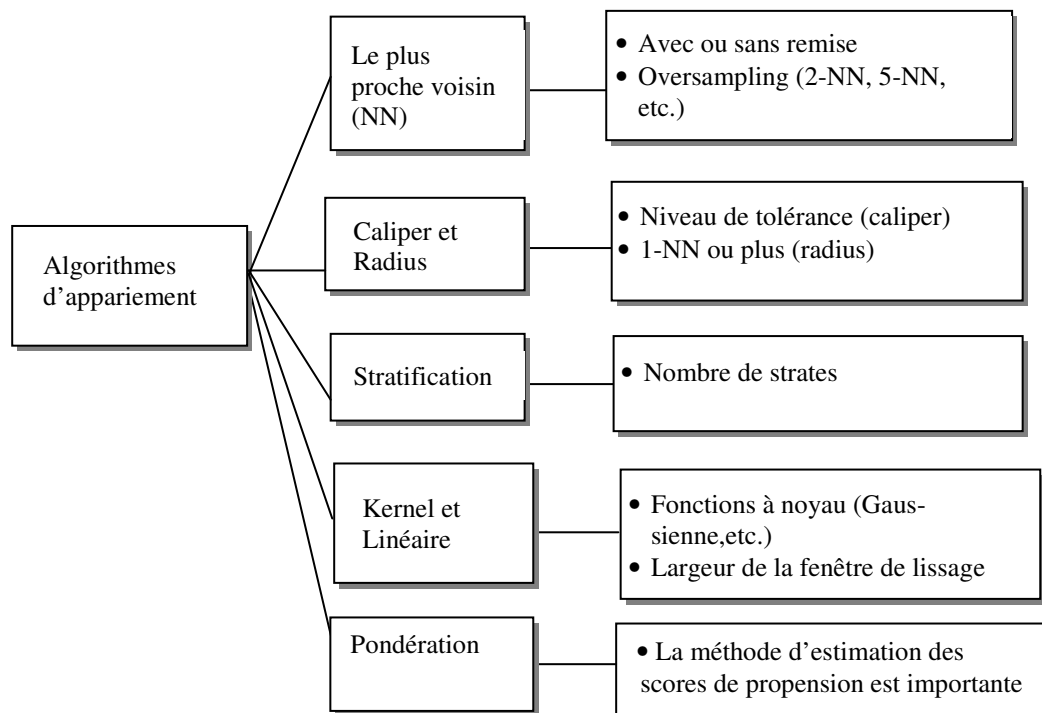 Algorithmes
d’appariement
Le plus
proche voisin
(NN)
• Avec ou sans remise
• Oversampling (2-NN, 5-NN,
etc.)
Caliper et
Radius
• Niveau de tolérance (caliper)
• 1-NN ou plus (radius)
Stratification
• Nombre de strates
Kernel et
Linéaire
• Fonctions à noyau (Gaus-
sienne,etc.)
• Largeur de la fenêtre de lissage
Pondération
• La méthode d’estimation des
scores de propension est importante